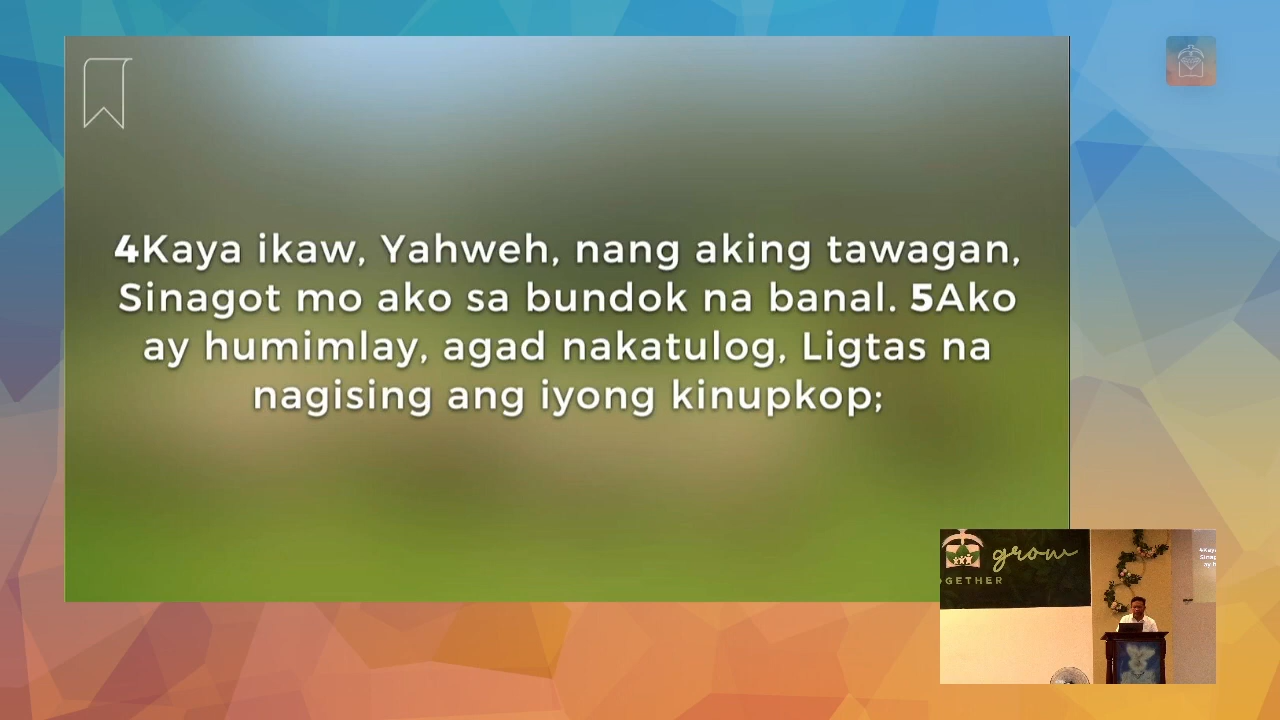 4Kaya ikaw, Yahweh, nang aking tawagan,
Sinagot mo ako sa bundok na banal. 5Ako
ay humimlay, agad nakatulog, Ligtas na
nagising ang iyong kinupkop;
grow
OGETHER